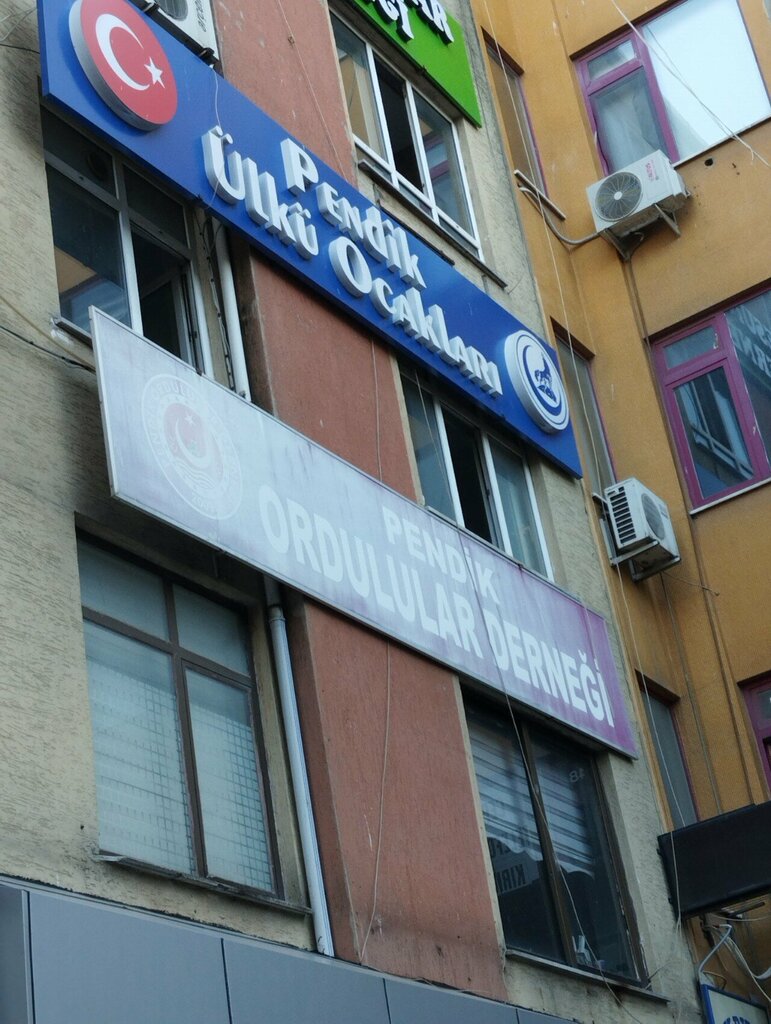 Pendik
Ülkü Ocakları
PENDİK
ORDULULAR DERNEĞİ